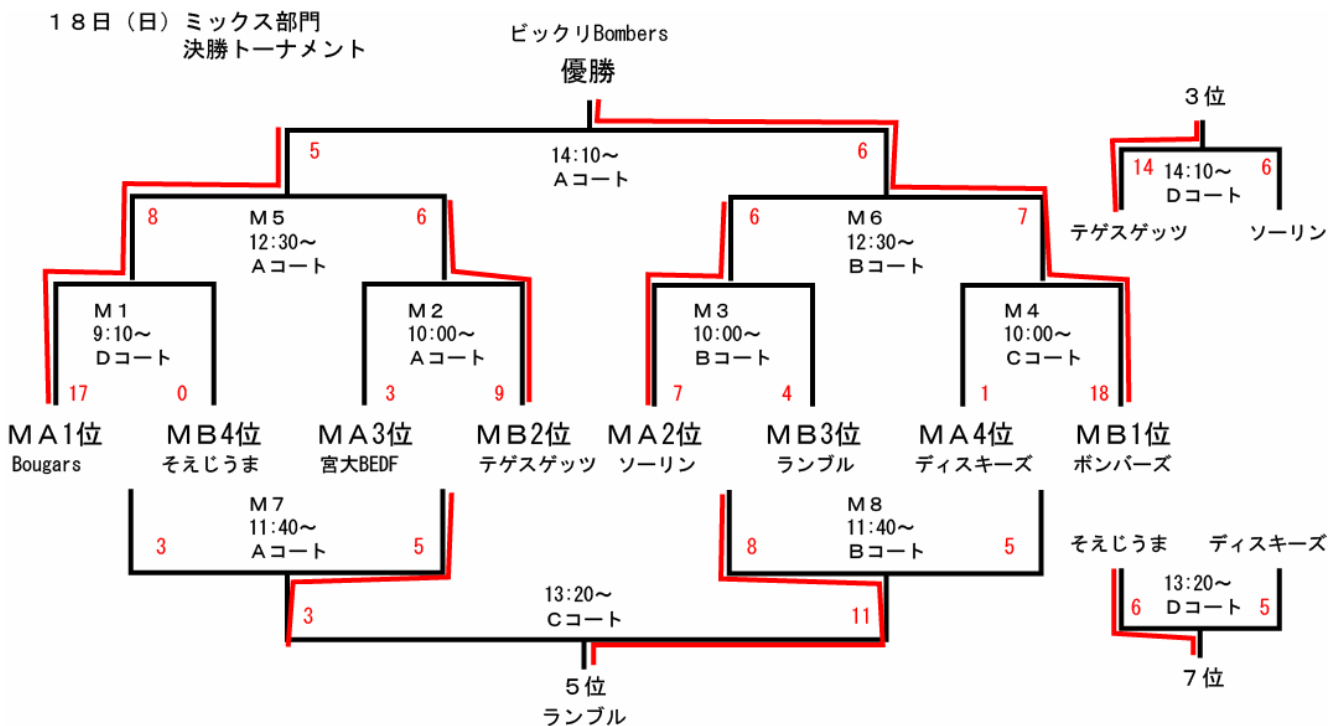 18日（日）ミックス部門
決勝トーナメント
ビックリBombers
優勝
3位
5
14:10～
Aコート
6
14
14:10～
Dコート
6
テゲスゲッツ
ソーリン
8
M5
12:30～
Aコート
6
6
M6
12:30～
Bコート
7
M1
9:10～
Dコート
17
0
M2
10:00～
Aコート
3
9
M3
10:00～
Bコート
7
4
M4
10:00～
Cコート
1
18
MA1位
MB4位
MA3位
MB2位
MA2位
MB3位
MA4位
MB1位
Bougars
そえじうま
宮大BEDF
テゲスゲッツ
ソーリン
ランブル
ディスキーズ
ボンバーズ
M7
11:40～
Aコート
3
5
M8
11:40～
Bコート
8
5
そえじうま
ディスキーズ
3
13:20～
Cコート
11
6
13:20～
Dコート
5
5位
ランブル
7位